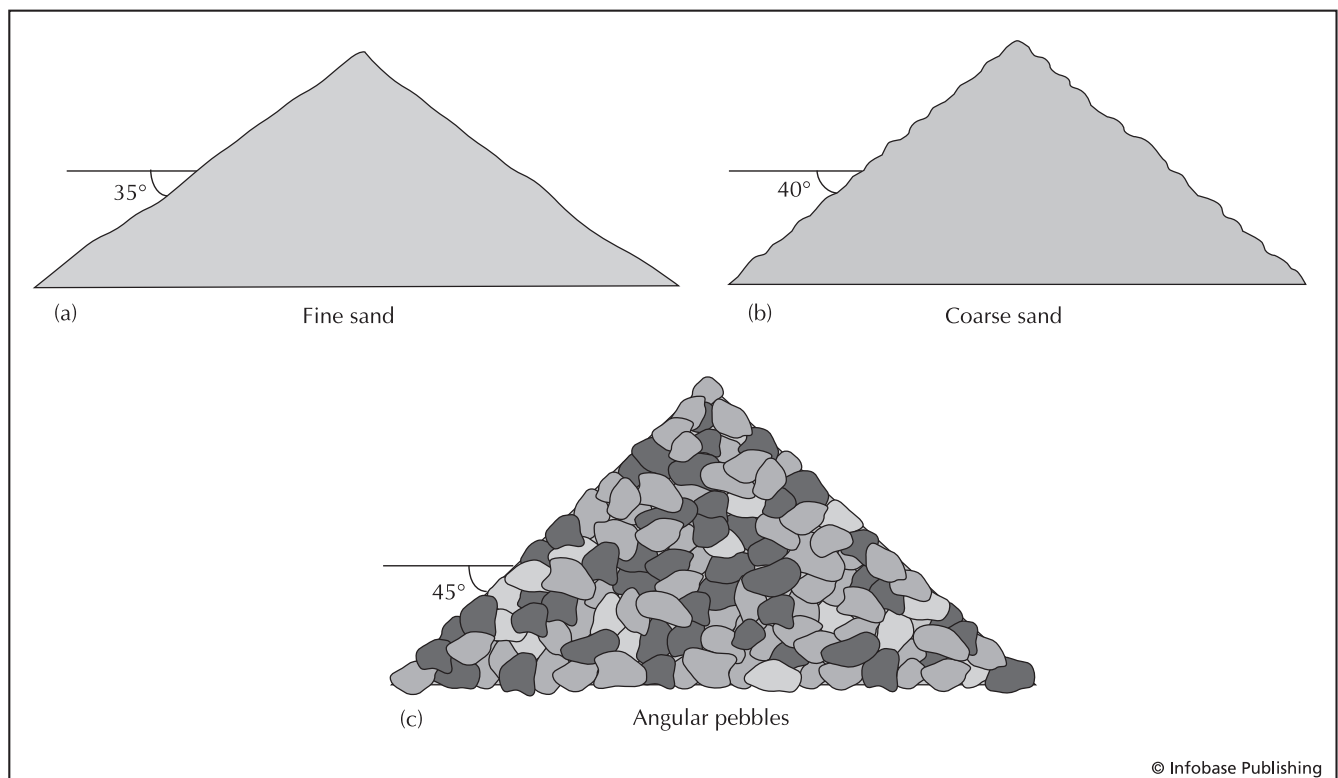 35°
40°
(a)
Fine sand
(b)
Coarse sand
45°
(c)
Angular pebbles
© Infobase Publishing